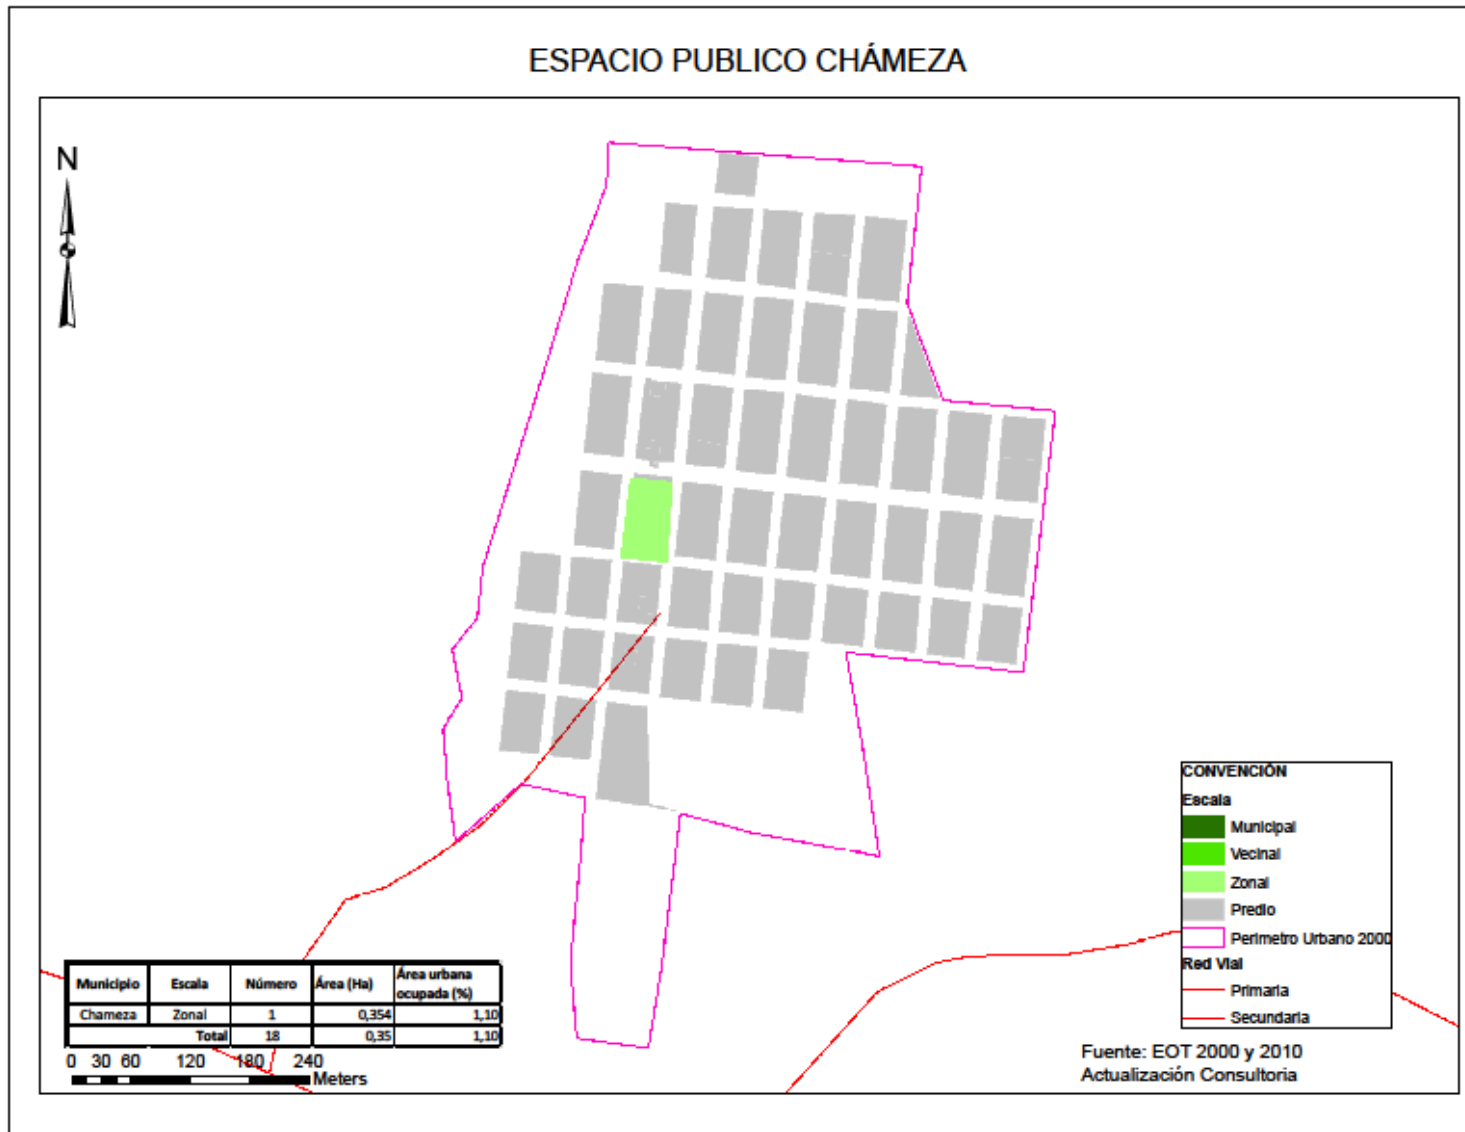 ESPACIO PUBLICO CHÁMEZA
N
CONVENCIÓN
Escala
Municipal
Vecinal
Zonal
Predio
Perimetro Urbano 2000
Red Vial
Primaria
Secundaria
Municipio Escala Número Área (Ha) Área urbana ocupada (%)
Chameza Zonal 1 0,354 1,10
Total 18 0,35 1,10
0 30 60 120 180 240
Meters
Fuente: EOT 2000 y 2010
Actualización Consultoria